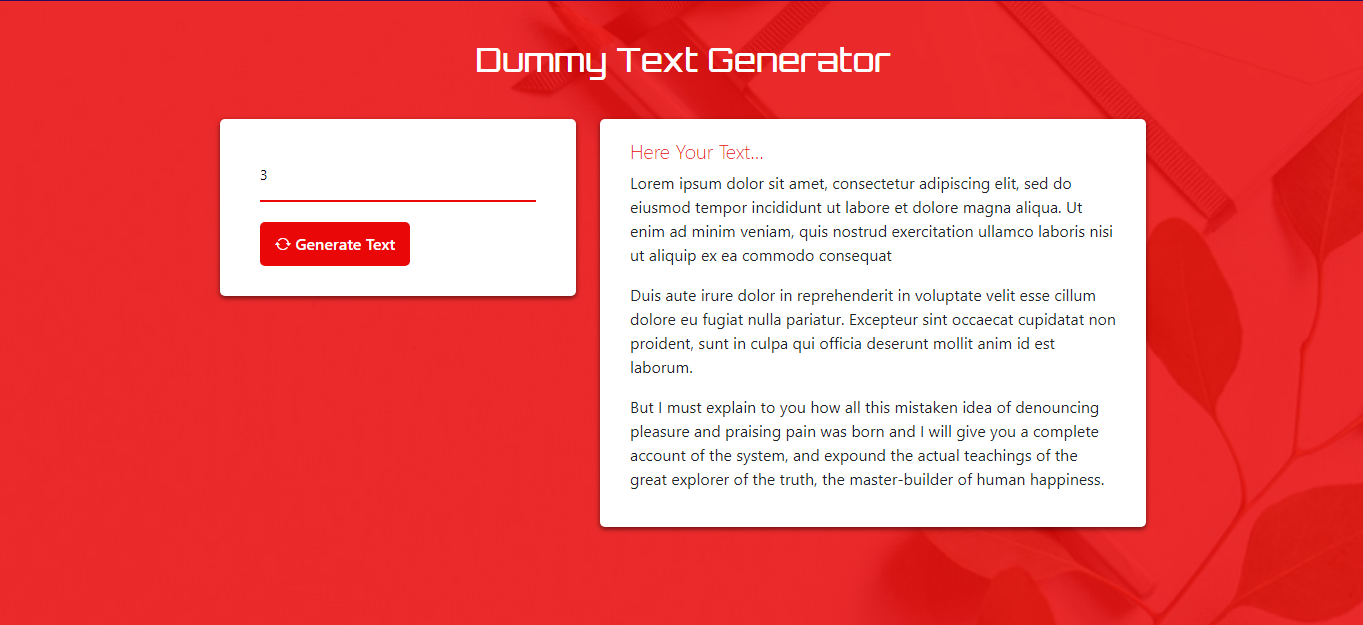 Dummy Text Generator
3
Generate Text
Here Your Text...
Lorem ipsum dolor sit amet, consectetur adipiscing elit, sed do
eiusmod tempor incididunt ut labore et dolore magna aliqua. Ut
enim ad minim veniam, quis nostrud exercitation ullamco laboris nisi
ut aliquip ex ea commodo consequat
Duis aute irure dolor in reprehenderit in voluptate velit esse cillum
dolore eu fugiat nulla pariatur. Excepteur sint occaecat cupidatat non
proident, sunt in culpa qui officia deserunt mollit anim id est
laborum.
But I must explain to you how all this mistaken idea of denouncing
pleasure and praising pain was born and I will give you a complete
account of the system, and expound the actual teachings of the
great explorer of the truth, the master-builder of human happiness.